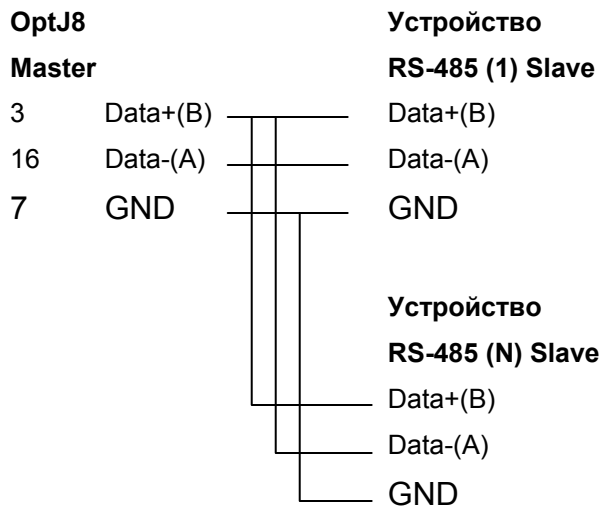 OptJ8 Устройство
Master RS-485 (1) Slave
3 Data+(B) Data+(B)
16 Data-(A) Data-(A)
7 GND GND
Устройство
RS-485 (N) Slave
Data+(B)
Data-(A)
GND